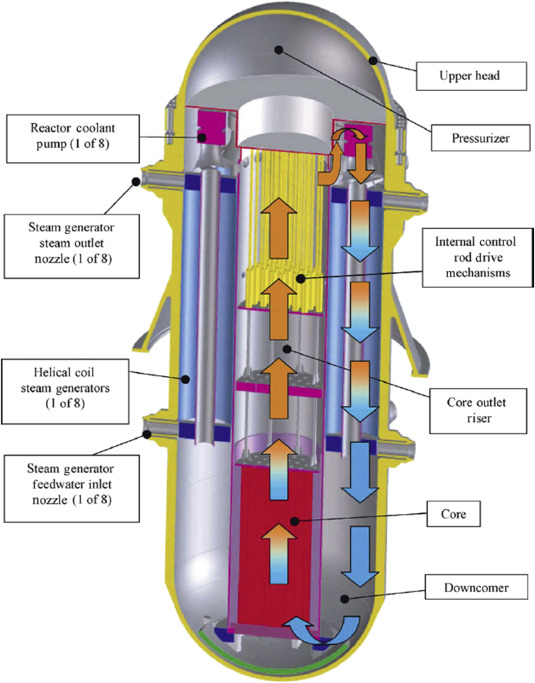 Upper head
Pressurizer
Reactor coolant
pump (1 of 8)
Steam generator
steam outlet
nozzle (1 of 8)
Internal control
rod drive
mechanisms
Helical coil
steam generators
(1 of 8)
Core outlet
riser
Steam generator
feedwater inlet
nozzle (1 of 8)
Core
Downcomer